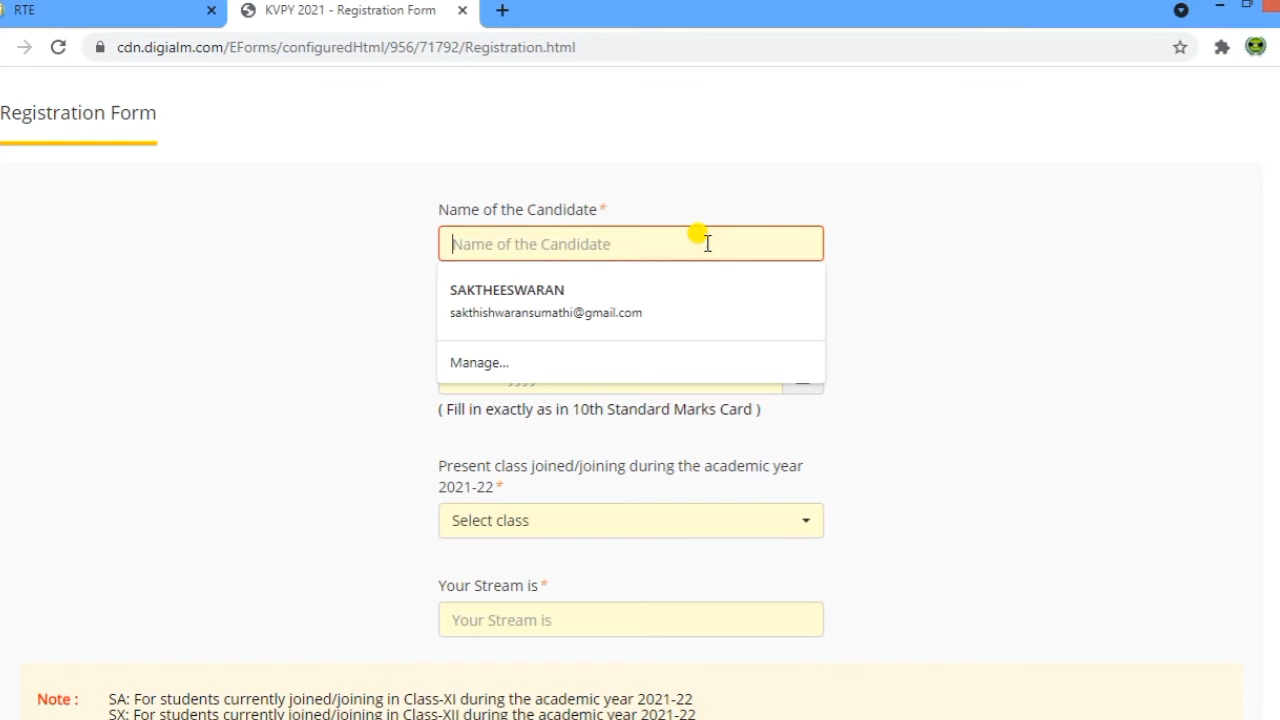 RTE
KVPY 2021 - Registration Form
cdn.digialm.com/EForms/configuredHtml/956/71792/Registration.html
Registration Form
Name of the Candidate*
Name of the Candidate
SAKTHEESWARAN
sakthishwaransumathi@gmail.com
Manage...
( Fill in exactly as in 10th Standard Marks Card )
Present class joined/joining during the academic year
2021-22*
Select class
Your Stream is*
Your Stream is
Note : SA: For students currently joined/joining in Class-XI during the academic year 2021-22
SX: For students currently joined/joining in Class-XII during the academic year 2021-22